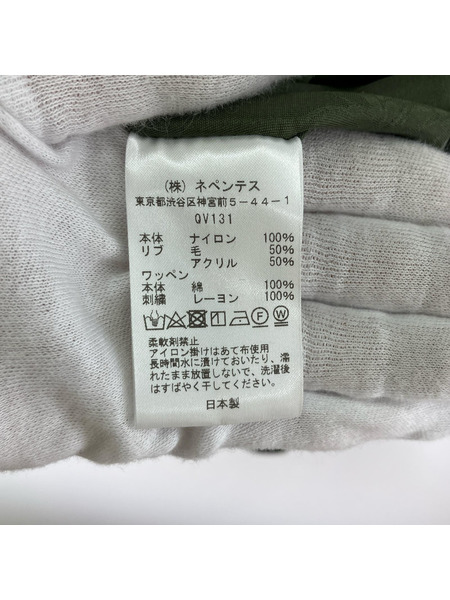 (株) ネペンテス
東京都渋谷区神宮前5-44-1
QV131
本体 ナイロン 100%
リブ 毛 50%
アクリル 50%
ワッペン
本体 綿 100%
刺繍 レーヨン 100%
柔軟剤禁止
アイロン掛けはあて布使用
長時間水に漬けておいたり、濡
れたまま放置しないで、洗濯後
はすばやく干してください。
日本製